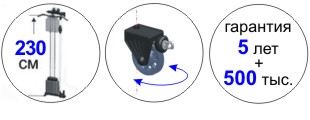 230
см
гарантия
5 лет
+
500 тыс.